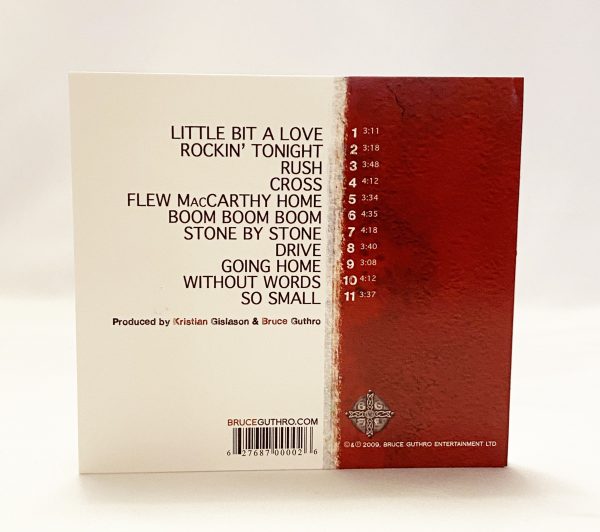 LITTLE BIT A LOVE 1 3:11
ROCKIN' TONIGHT 2 3:18
RUSH 3 3:48
CROSS 4 4:12
FLEW MACCARTHY HOME 5 3:34
BOOM BOOM BOOM 6 4:35
STONE BY STONE 7 4:18
DRIVE 8 3:40
GOING HOME 9 3:08
WITHOUT WORDS 10 4:12
SO SMALL 11 3:37
Produced by Kristian Gislason & Bruce Guthro
BRUCEGUTHRO.COM
6 27687 00002 6
©&℗ 2009, BRUCE GUTHRO ENTERTAINMENT LTD